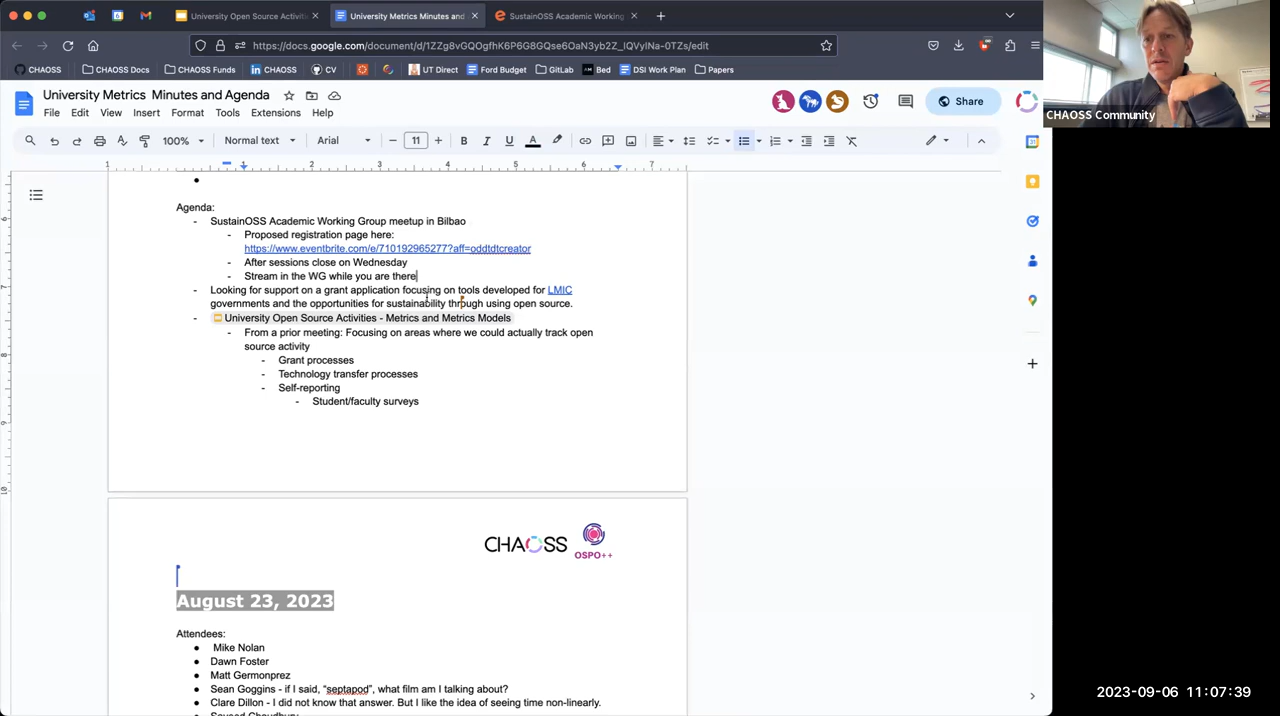 University Open Source Activiti
University Metrics Minutes and
SustainOSS Academic Working
https://docs.google.com/document/d/1ZZg8vGQOgfhK6P6G8GQse6OaN3yb2Z_IQVylNa-0TZs/edit
CHAOSS
CHAOSS Docs
CHAOSS Funds
CHAOSS
CV
UT Direct
Ford Budget
GitLab
Bed
DSI Work Plan
Papers
University Metrics Minutes and Agenda
File Edit View Insert Format Tools Extensions Help
Share
CHAOSS Community
100% Normal text Arial 11
1 1 2 3 4 5 6 7
Agenda:
- SustainOSS Academic Working Group meetup in Bilbao
- Proposed registration page here:
https://www.eventbrite.com/e/710192965277?aff=oddtdtcreator
- After sessions close on Wednesday
- Stream in the WG while you are there
- Looking for support on a grant application focusing on tools developed for LMIC
governments and the opportunities for sustainability through using open source.
- University Open Source Activities - Metrics and Metrics Models
- From a prior meeting: Focusing on areas where we could actually track open
source activity
- Grant processes
- Technology transfer processes
- Self-reporting
- Student/faculty surveys
CHAOSS
OSPO++
August 23, 2023
Attendees:
● Mike Nolan
● Dawn Foster
● Matt Germonprez
● Sean Goggins - if I said, “septapod”, what film am I talking about?
● Clare Dillon - I did not know that answer. But I like the idea of seeing time non-linearly.
2023-09-06 11:07:39